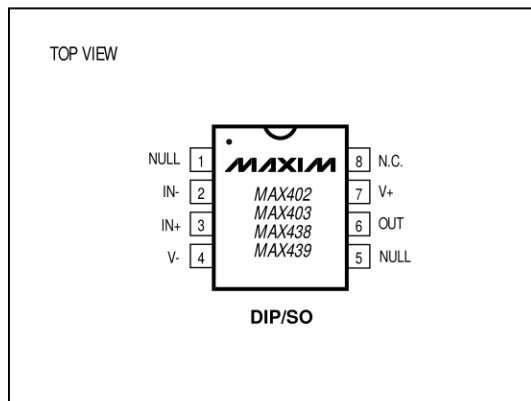 TOP VIEW
NULL 1 MAXIM 8 N.C.
IN- 2 MAX402 7 V+
IN+ 3 MAX403 6 OUT
MAX438
V- 4 MAX439 5 NULL
DIP/SO